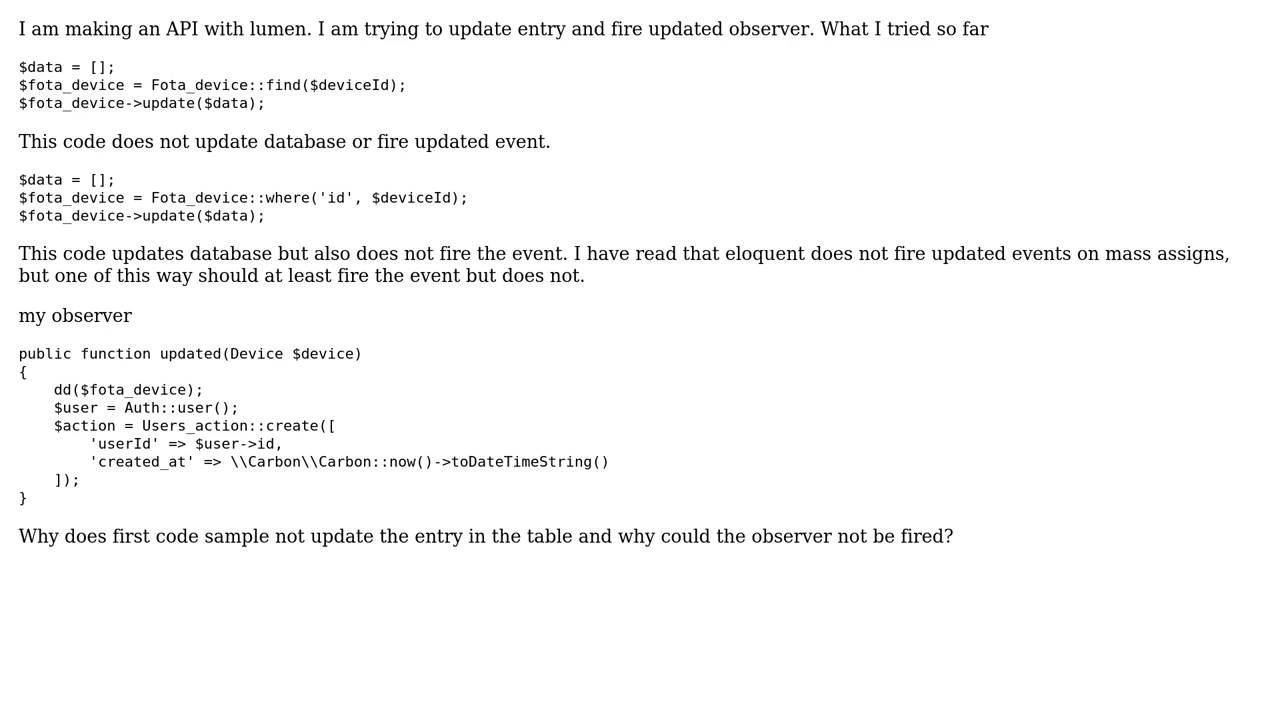 I am making an API with lumen. I am trying to update entry and fire updated observer. What I tried so far
$data = [];
$fota_device = Fota_device::find($deviceId);
$fota_device->update($data);
This code does not update database or fire updated event.
$data = [];
$fota_device = Fota_device::where('id', $deviceId);
$fota_device->update($data);
This code updates database but also does not fire the event. I have read that eloquent does not fire updated events on mass assigns,
but one of this way should at least fire the event but does not.
my observer
public function updated(Device $device)
{
    dd($fota_device);
    $user = Auth::user();
    $action = Users_action::create([
        'userId' => $user->id,
        'created_at' => \\Carbon\\Carbon::now()->toDateTimeString()
    ]);
}
Why does first code sample not update the entry in the table and why could the observer not be fired?